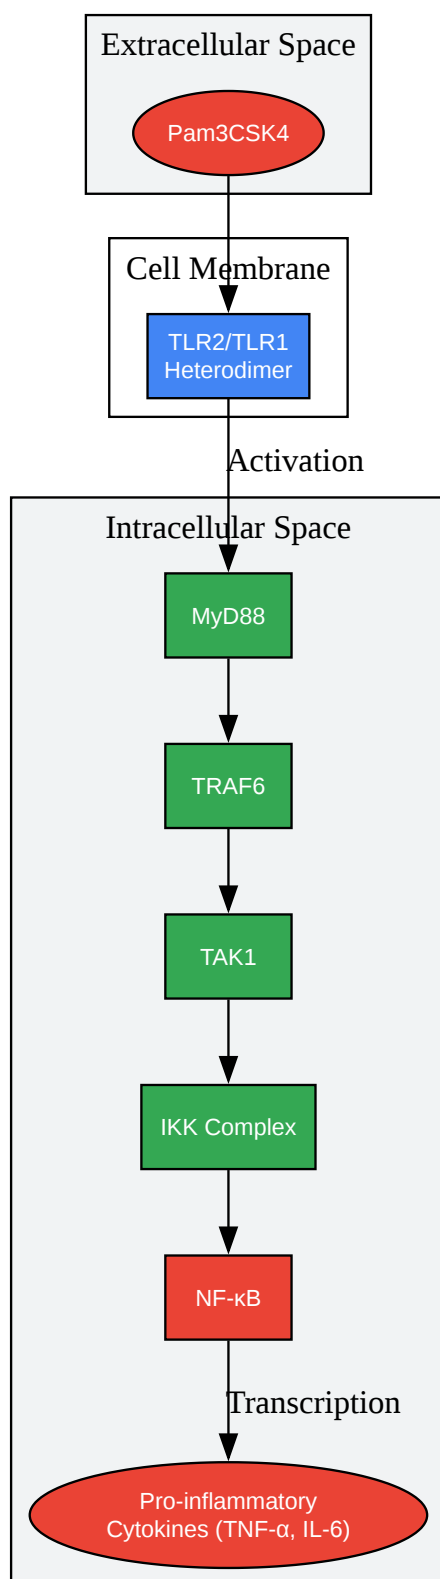 Extracellular Space
Pam3CSK4
Cell Membrane
TLR2/TLR1
Heterodimer
Activation
Intracellular Space
MyD88
TRAF6
TAK1
IKK Complex
NF-κB
Transcription
Pro-inflammatory
Cytokines (TNF-α, IL-6)